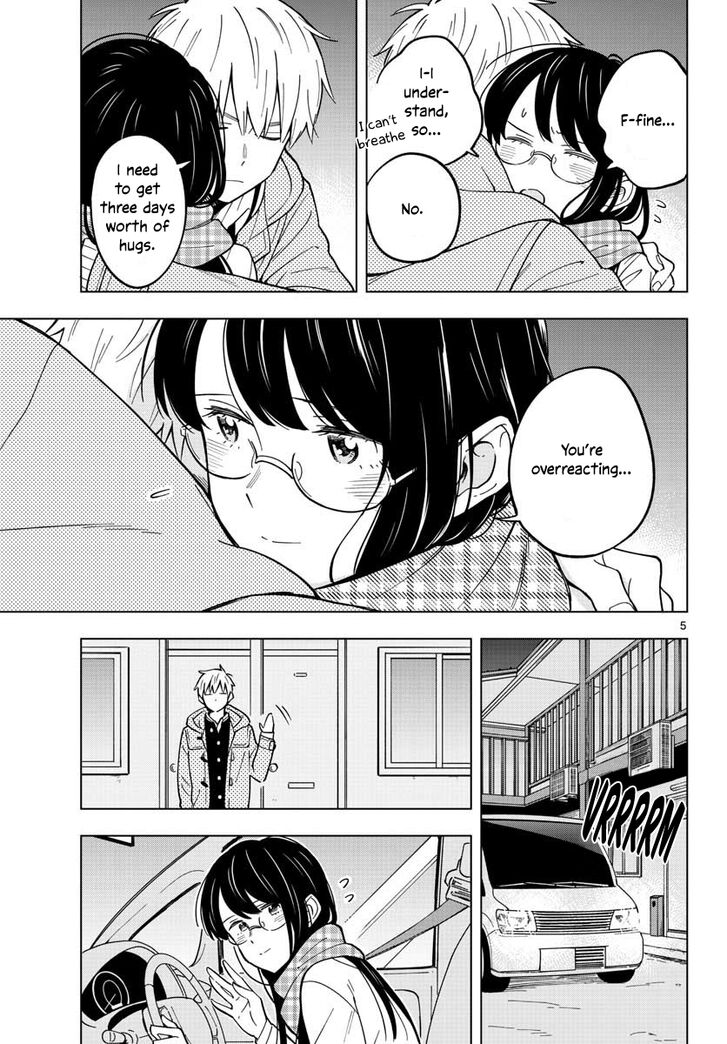 F-fine...
I-I
under-
stand,
so...
I can't
breathe
No.
I need
to get
three days
worth of
hugs.
You're
overreacting...
5
VRRRRRM